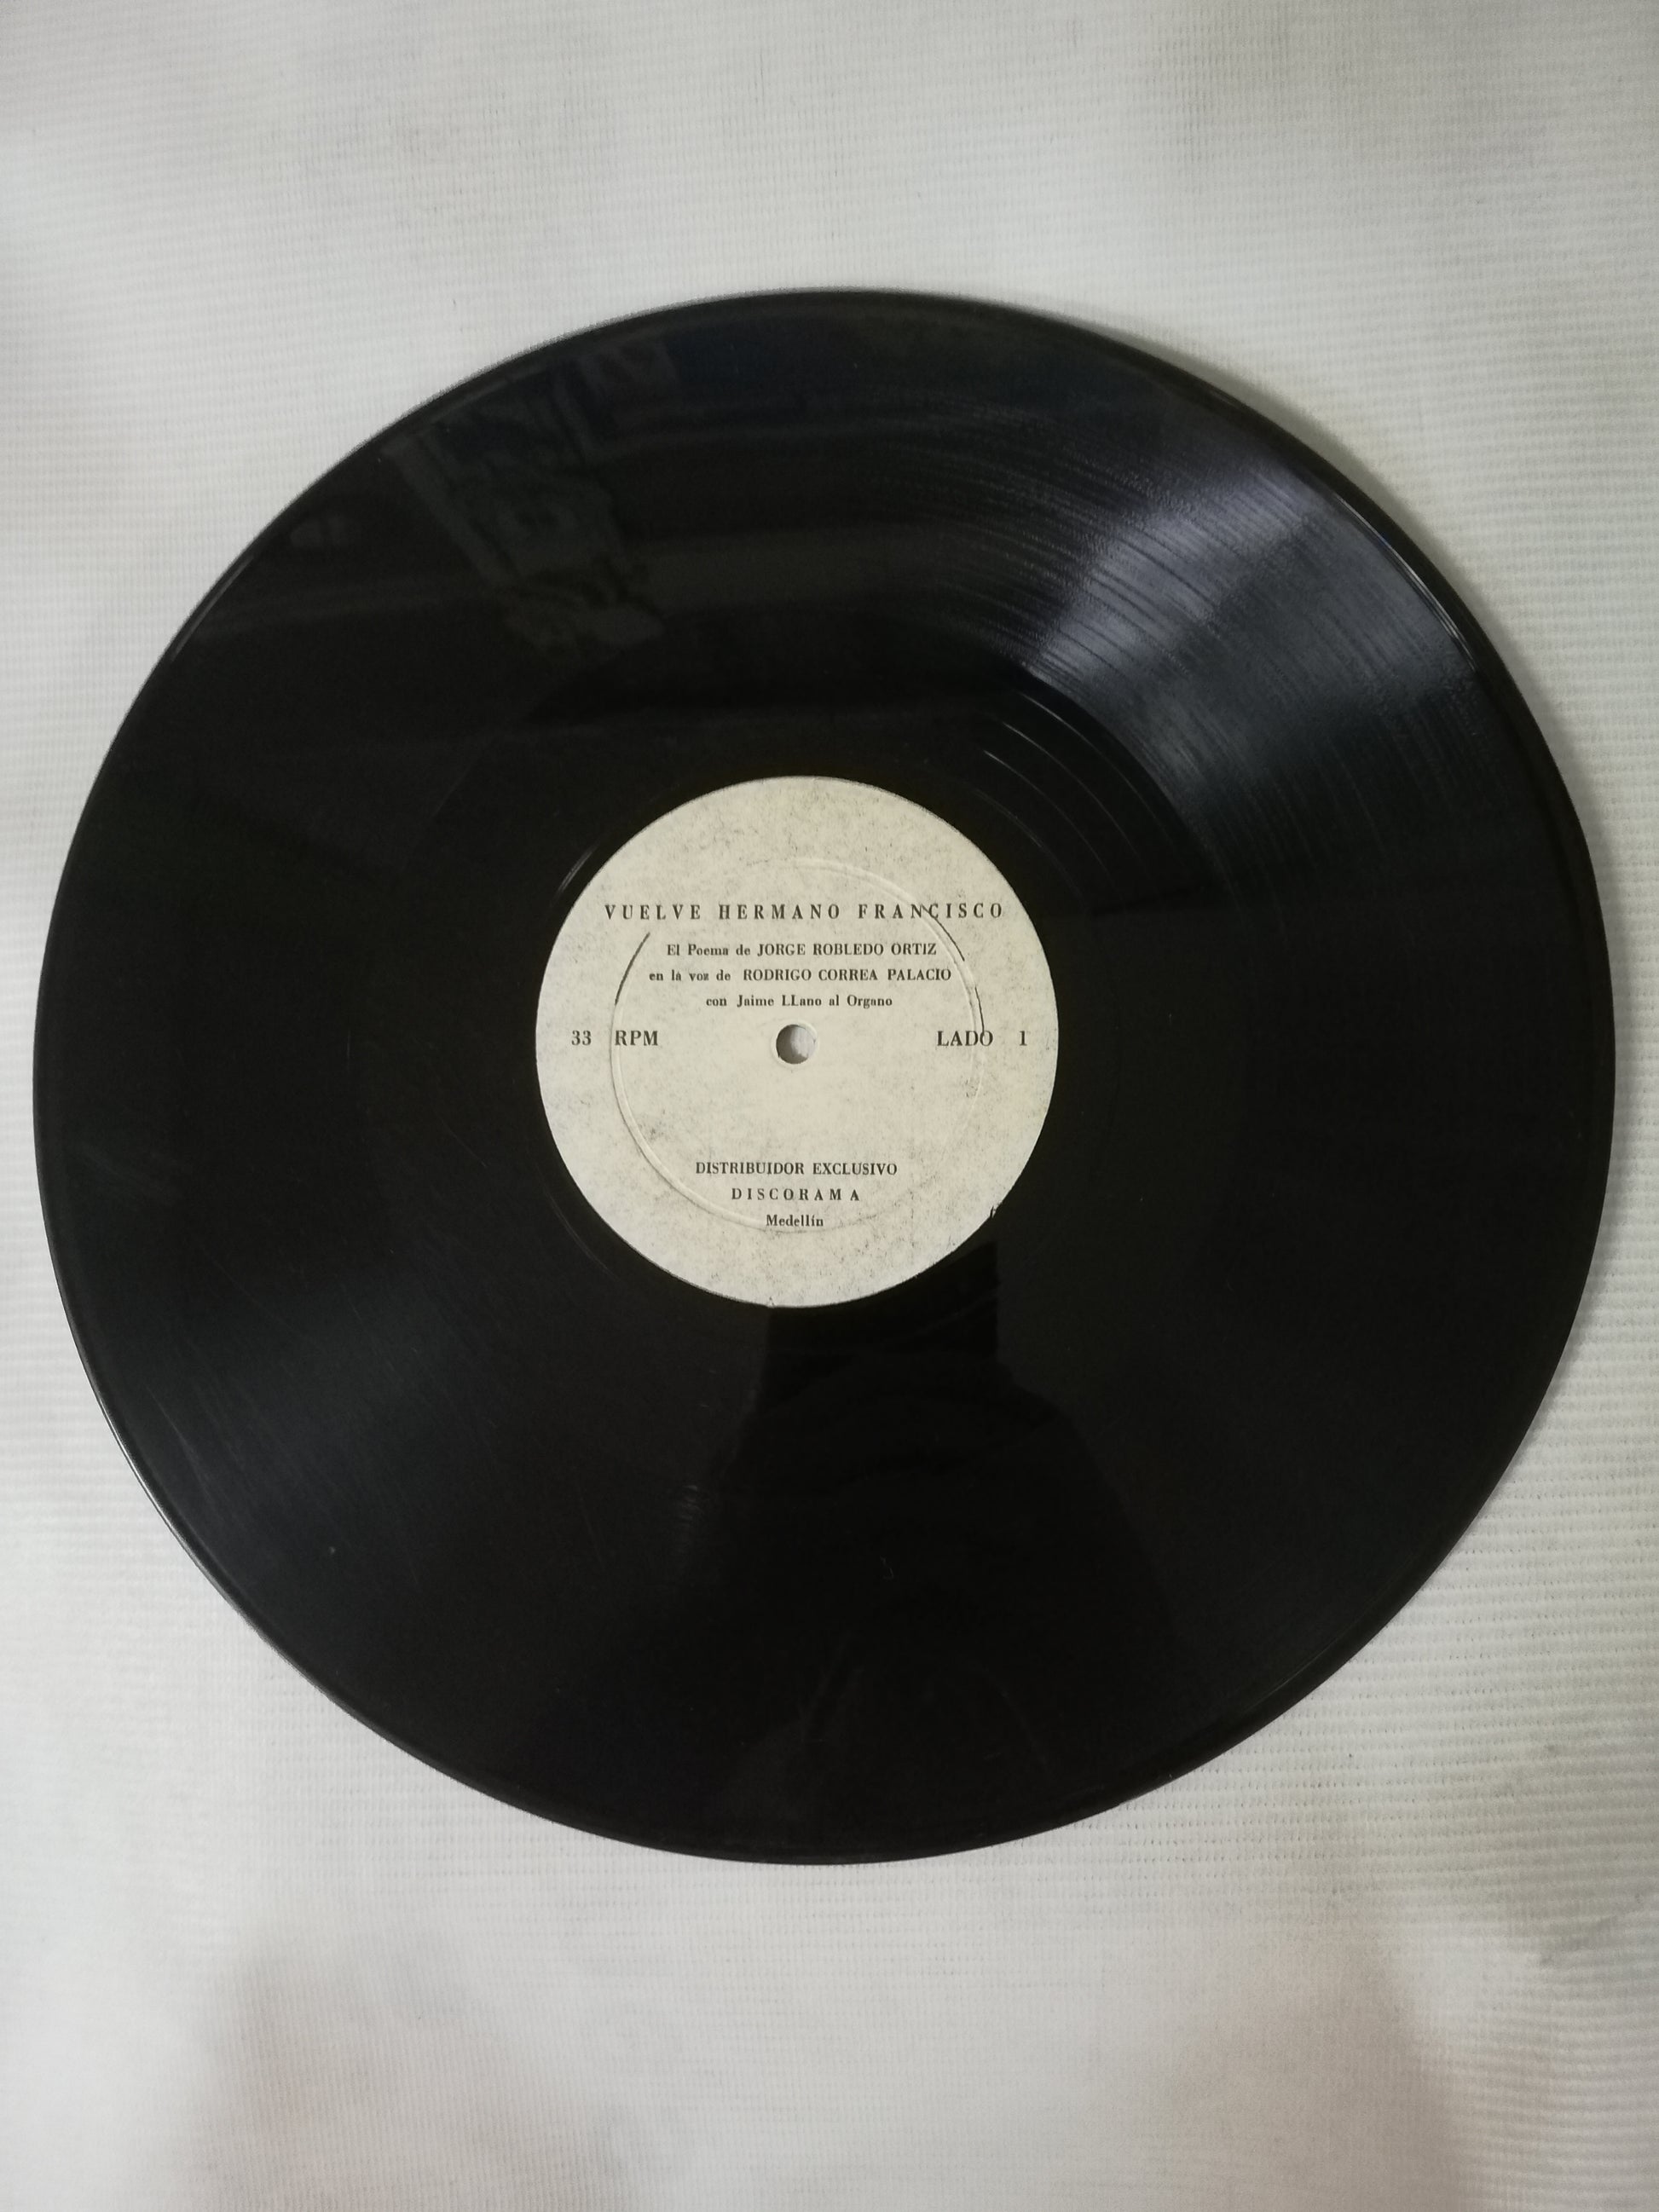 VUELVE HERMANO FRANCISCO
El Poema de JORGE ROBLEDO ORTIZ
en la voz de RODRIGO CORREA PALACIO
con Jaime LLano al Organo
33 RPM LADO 1
DISTRIBUIDOR EXCLUSIVO
DISCORAMA
Medellín